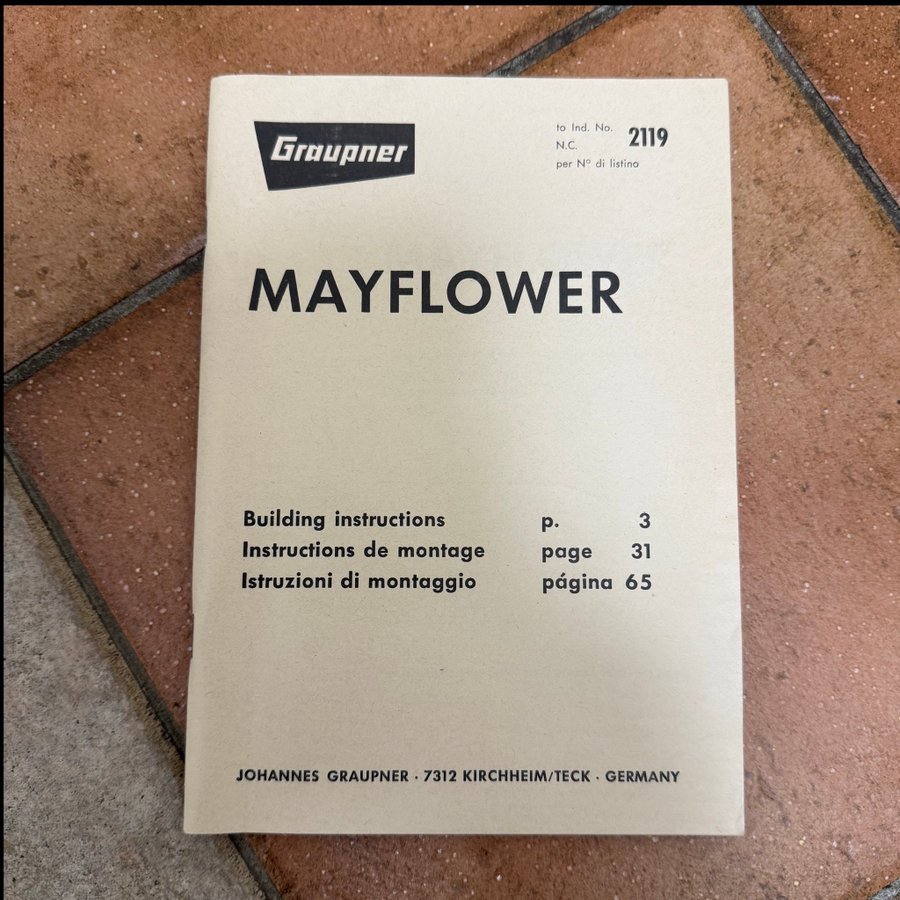 Graupner
to Ind. No.
N.C. 2119
per Nº di listino
MAYFLOWER
Building instructions p. 3
Instructions de montage page 31
Istruzioni di montaggio página 65
JOHANNES GRAUPNER · 7312 KIRCHHEIM/TECK · GERMANY